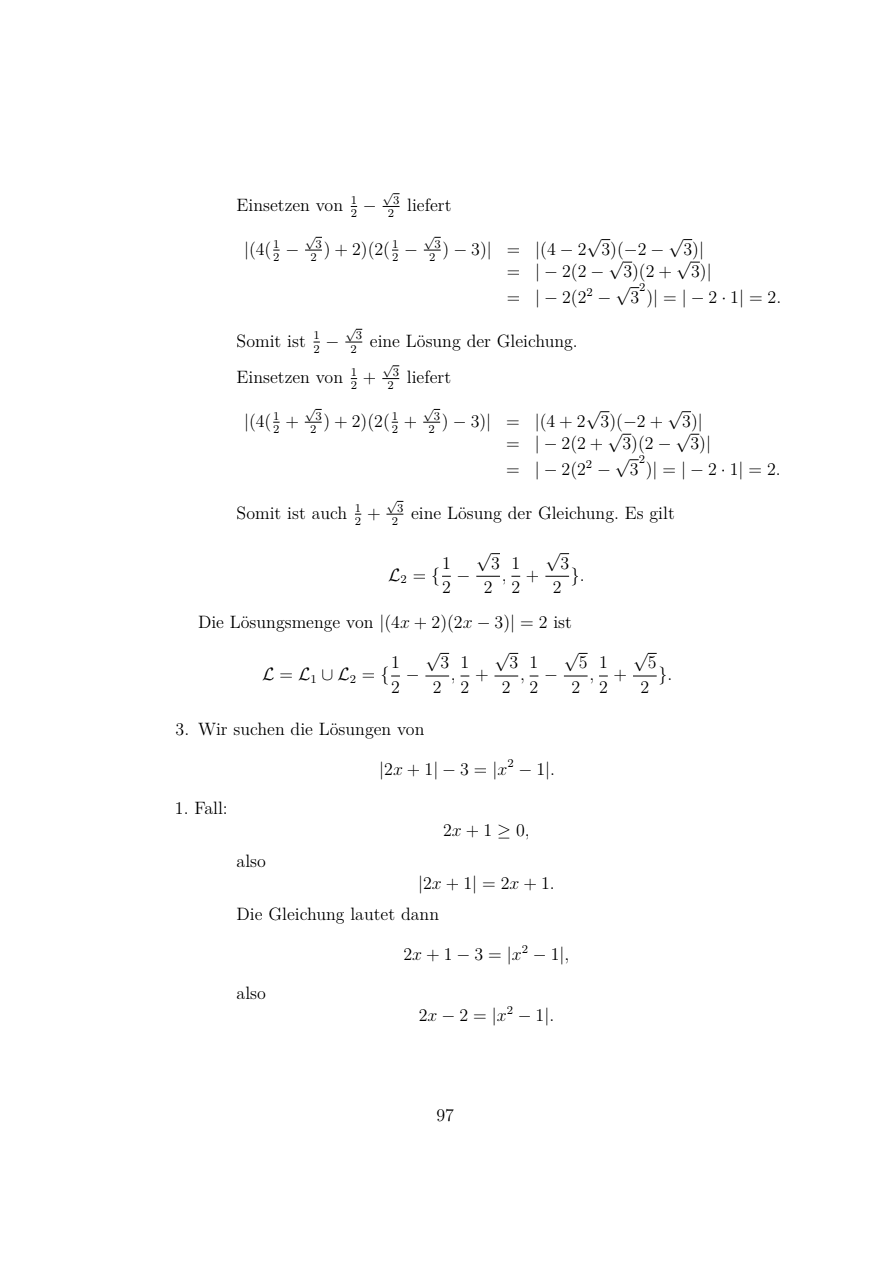 Einsetzen von $\frac{1}{2} - \frac{\sqrt{3}}{2}$ liefert
$|(4(\frac{1}{2} - \frac{\sqrt{3}}{2}) + 2)(2(\frac{1}{2} - \frac{\sqrt{3}}{2}) - 3)| = |(4 - 2\sqrt{3})(-2 - \sqrt{3})|$
$= |-2(2 - \sqrt{3})(2 + \sqrt{3})|$
$= |-2(2^2 - \sqrt{3}^2)| = |-2 \cdot 1| = 2.$
Somit ist $\frac{1}{2} - \frac{\sqrt{3}}{2}$ eine Lösung der Gleichung.
Einsetzen von $\frac{1}{2} + \frac{\sqrt{3}}{2}$ liefert
$|(4(\frac{1}{2} + \frac{\sqrt{3}}{2}) + 2)(2(\frac{1}{2} + \frac{\sqrt{3}}{2}) - 3)| = |(4 + 2\sqrt{3})(-2 + \sqrt{3})|$
$= |-2(2 + \sqrt{3})(2 - \sqrt{3})|$
$= |-2(2^2 - \sqrt{3}^2)| = |-2 \cdot 1| = 2.$
Somit ist auch $\frac{1}{2} + \frac{\sqrt{3}}{2}$ eine Lösung der Gleichung. Es gilt
$\mathcal{L}_2 = \{\frac{1}{2} - \frac{\sqrt{3}}{2}, \frac{1}{2} + \frac{\sqrt{3}}{2}\}.$
Die Lösungsmenge von $|(4x + 2)(2x - 3)| = 2$ ist
$\mathcal{L} = \mathcal{L}_1 \cup \mathcal{L}_2 = \{\frac{1}{2} - \frac{\sqrt{3}}{2}, \frac{1}{2} + \frac{\sqrt{3}}{2}, \frac{1}{2} - \frac{\sqrt{5}}{2}, \frac{1}{2} + \frac{\sqrt{5}}{2}\}.$
3. Wir suchen die Lösungen von
$|2x + 1| - 3 = |x^2 - 1|.$
1. Fall:
$2x + 1 \geq 0,$
also
$|2x + 1| = 2x + 1.$
Die Gleichung lautet dann
$2x + 1 - 3 = |x^2 - 1|,$
also
$2x - 2 = |x^2 - 1|.$
97